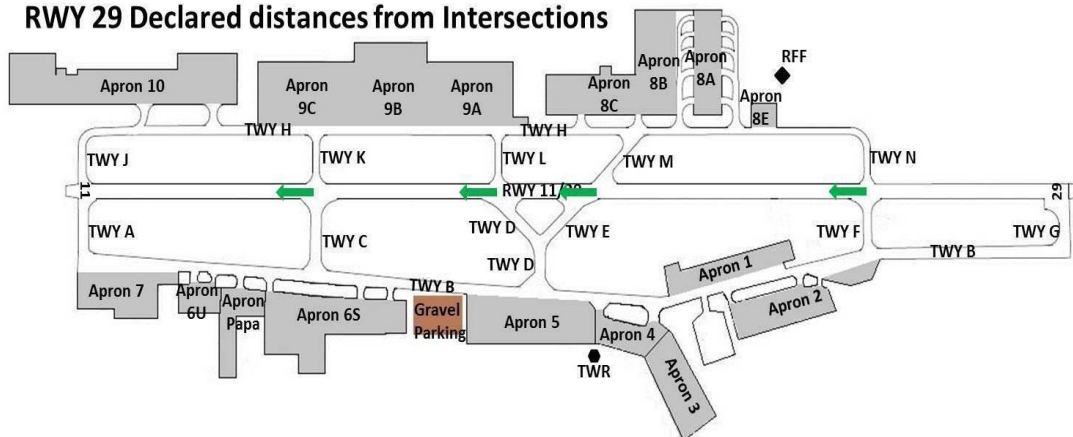 RWY 29 Declared distances from Intersections
RFF
Apron 10
Apron
9C
Apron
9B
Apron
9A
Apron
8C
Apron
8B
Apron
8A
Apron
8E
TWY H
TWY H
TWY J
TWY K
TWY L
TWY M
TWY N
11
RWY 11/29
29
TWY A
TWY C
TWY D
TWY D
TWY E
TWY F
TWY G
TWY B
Apron 7
Apron
6U
Apron
Papa
Apron 6S
TWY B
Gravel
Parking
Apron 5
Apron 4
Apron 1
Apron 2
Apron 3
TWR